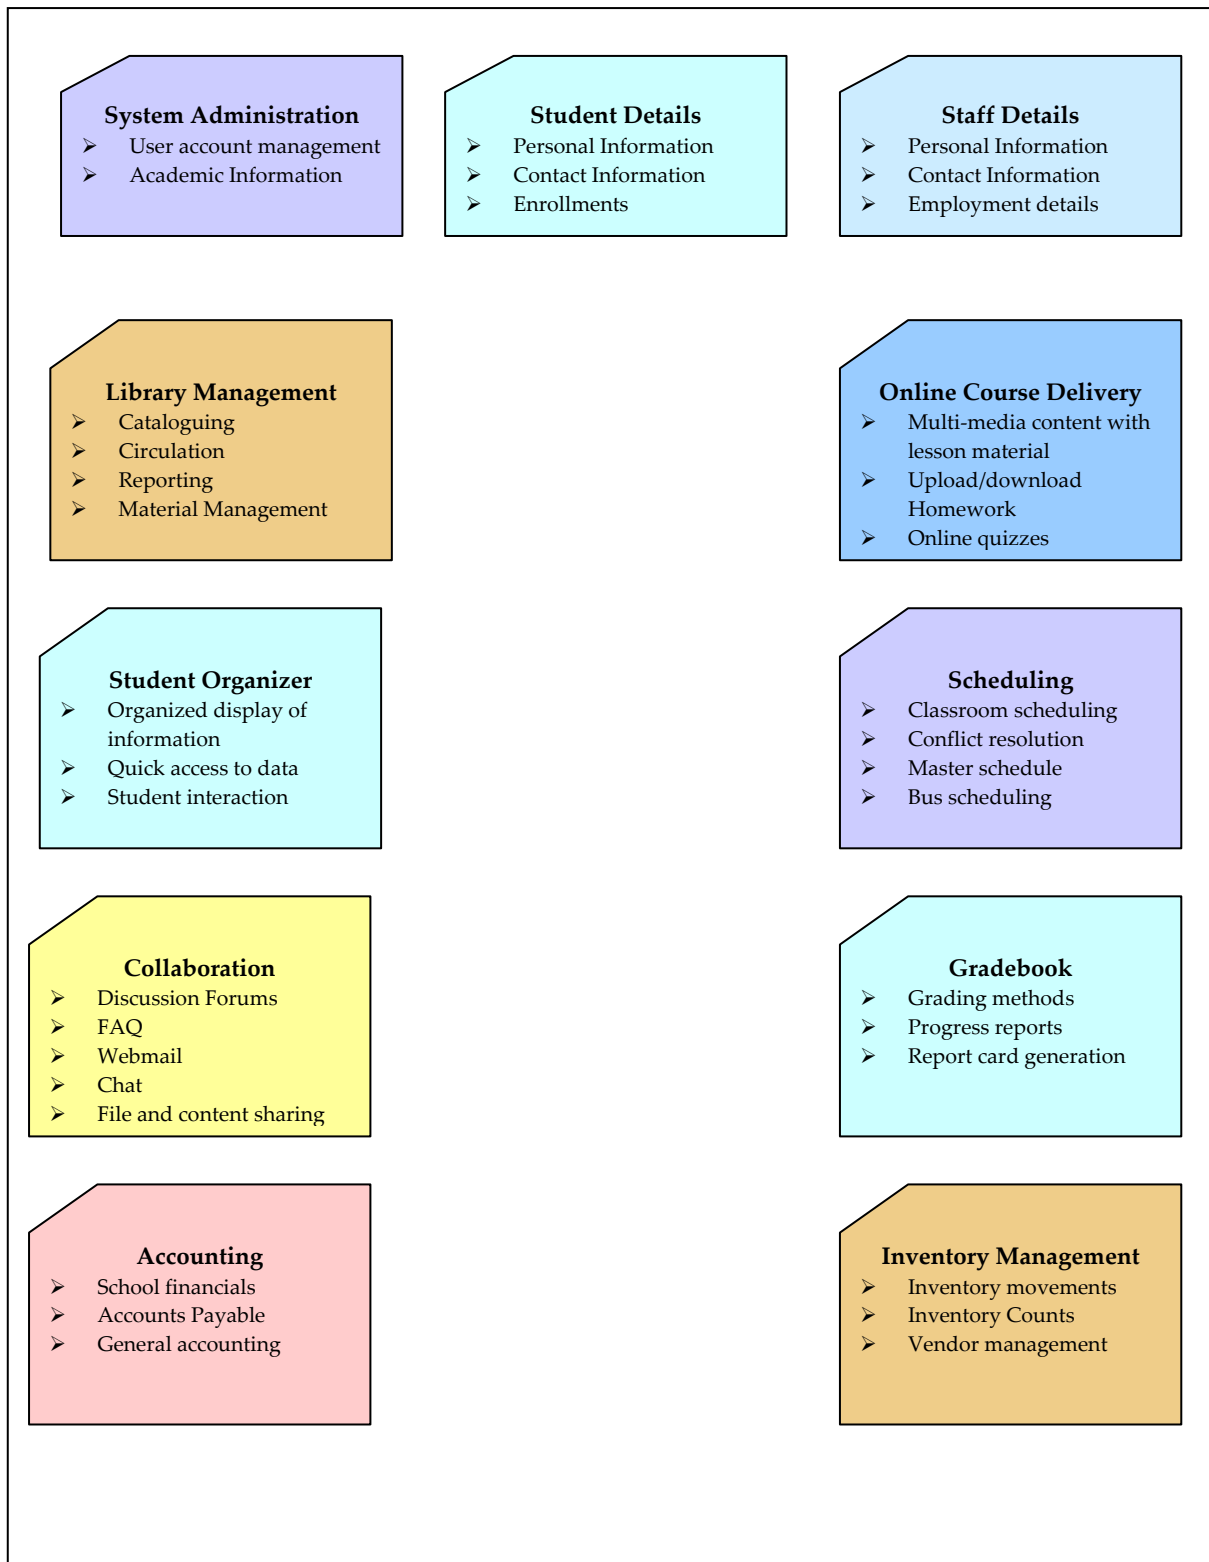 System Administration
➢ User account management
➢ Academic Information
Student Details
➢ Personal Information
➢ Contact Information
➢ Enrollments
Staff Details
➢ Personal Information
➢ Contact Information
➢ Employment details
Library Management
➢ Cataloguing
➢ Circulation
➢ Reporting
➢ Material Management
Online Course Delivery
➢ Multi-media content with
lesson material
➢ Upload/download
Homework
➢ Online quizzes
Student Organizer
➢ Organized display of
information
➢ Quick access to data
➢ Student interaction
Scheduling
➢ Classroom scheduling
➢ Conflict resolution
➢ Master schedule
➢ Bus scheduling
Collaboration
➢ Discussion Forums
➢ FAQ
➢ Webmail
➢ Chat
➢ File and content sharing
Gradebook
➢ Grading methods
➢ Progress reports
➢ Report card generation
Accounting
➢ School financials
➢ Accounts Payable
➢ General accounting
Inventory Management
➢ Inventory movements
➢ Inventory Counts
➢ Vendor management